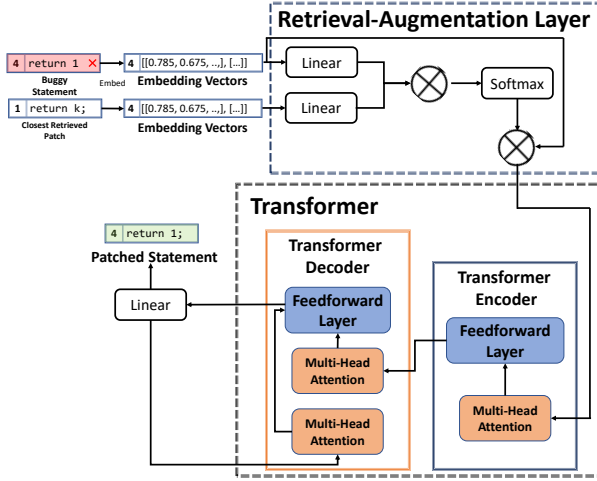 Retrieval-Augmentation Layer
4 return 1 ×
Buggy
Statement
Embed
4 [[0.785, 0.675, ..,], [...]]
Embedding Vectors
Linear
Softmax
1 return k;
Closest Retrieved
Patch
4 [[0.785, 0.675, ..,], [...]]
Embedding Vectors
Linear
Transformer
4 return 1;
Patched Statement
Linear
Transformer
Decoder
Feedforward
Layer
Multi-Head
Attention
Multi-Head
Attention
Transformer
Encoder
Feedforward
Layer
Multi-Head
Attention